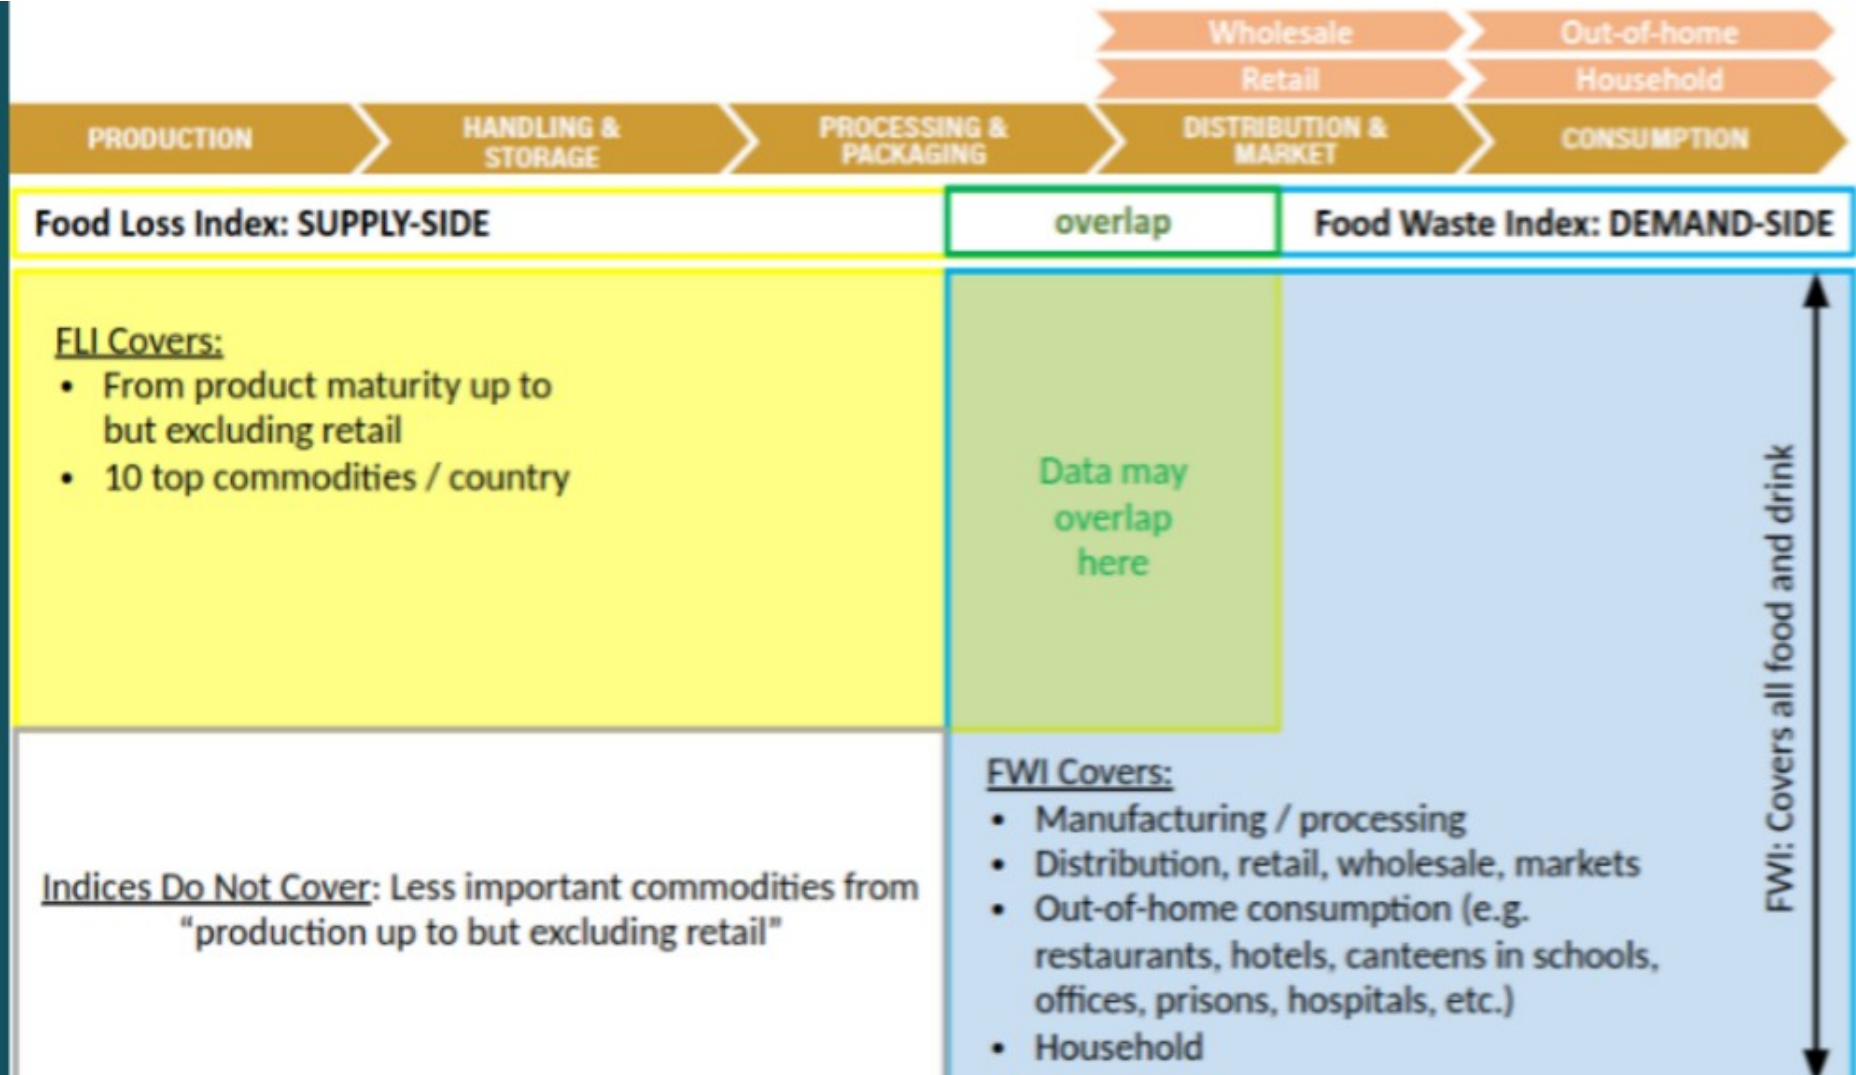 Wholesale
Out-of-home
Retail
Household
PRODUCTION
HANDLING &
STORAGE
PROCESSING &
PACKAGING
DISTRIBUTION &
MARKET
CONSUMPTION
Food Loss Index: SUPPLY-SIDE
overlap
Food Waste Index: DEMAND-SIDE
FLI Covers:
• From product maturity up to
but excluding retail
• 10 top commodities / country
Data may
overlap
here
FWI: Covers all food and drink
Indices Do Not Cover: Less important commodities from
“production up to but excluding retail”
FWI Covers:
• Manufacturing / processing
• Distribution, retail, wholesale, markets
• Out-of-home consumption (e.g.
restaurants, hotels, canteens in schools,
offices, prisons, hospitals, etc.)
• Household